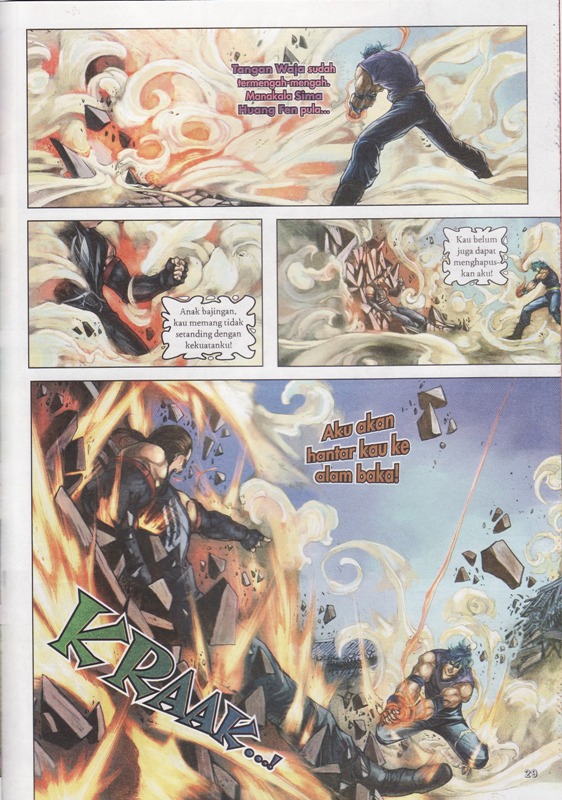 Tangan Waja sudah
termengah-mengah.
Manakala Sima
Huang Fen pula...
Anak bajingan,
kau memang tidak
setanding dengan
kekuatanku!
Kau belum
juga dapat
menghapus-
kan aku!
Aku akan
hantar kau ke
alam baka!
KRAAK...!
29